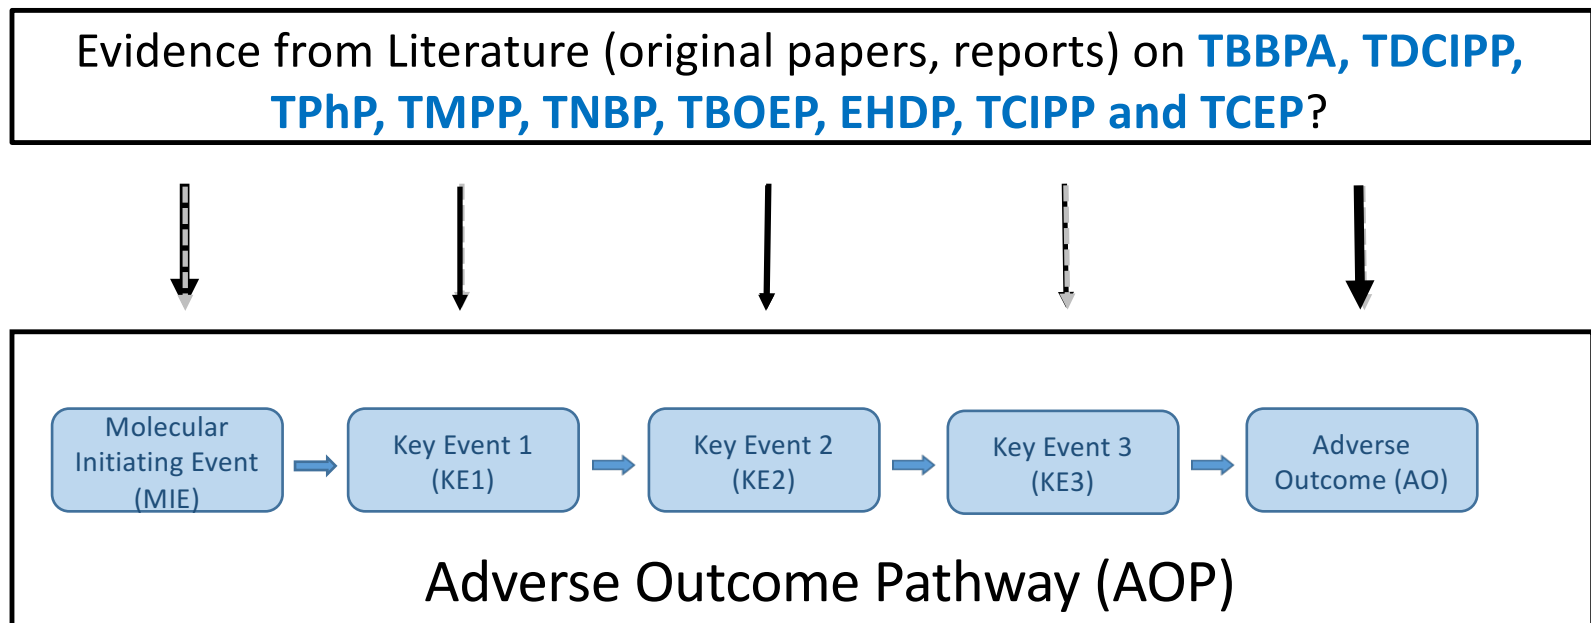 Evidence from Literature (original papers, reports) on TBBPA, TDCIPP,
TPhP, TMPP, TNBP, TBOEP, EHDP, TCIPP and TCEP?
Molecular
Initiating Event
(MIE)
Key Event 1
(KE1)
Key Event 2
(KE2)
Key Event 3
(KE3)
Adverse
Outcome (AO)
Adverse Outcome Pathway (AOP)